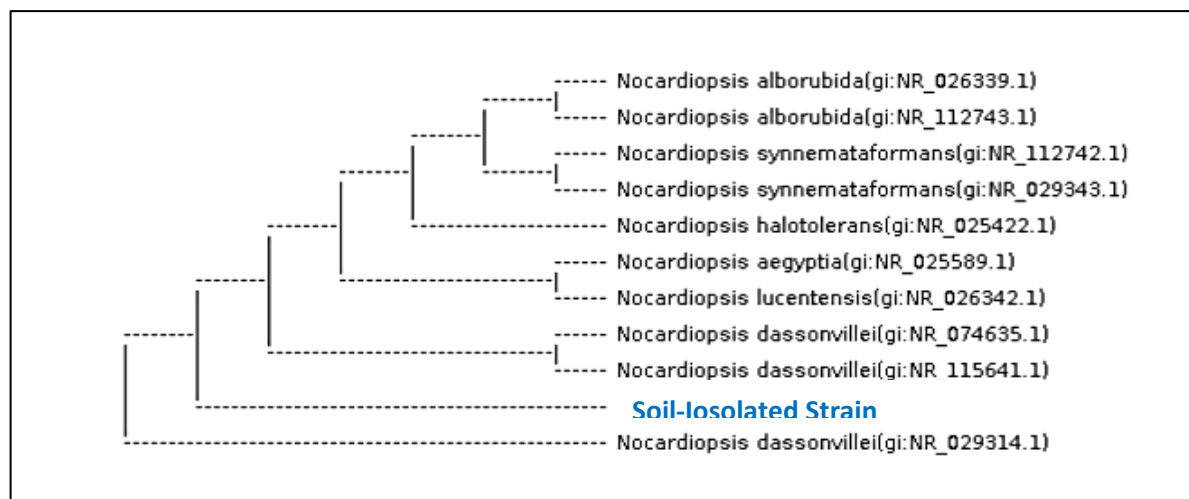 Nocardiopsis alborubida(gi:NR_026339.1)
Nocardiopsis alborubida(gi:NR_112743.1)
Nocardiopsis synnemataformans(gi:NR_112742.1)
Nocardiopsis synnemataformans(gi:NR_029343.1)
Nocardiopsis halotolerans(gi:NR_025422.1)
Nocardiopsis aegyptia(gi:NR_025589.1)
Nocardiopsis lucentensis(gi:NR_026342.1)
Nocardiopsis dassonvillei(gi:NR_074635.1)
Nocardiopsis dassonvillei(gi:NR_115641.1)
Soil-Iosolated Strain
Nocardiopsis dassonvillei(gi:NR_029314.1)